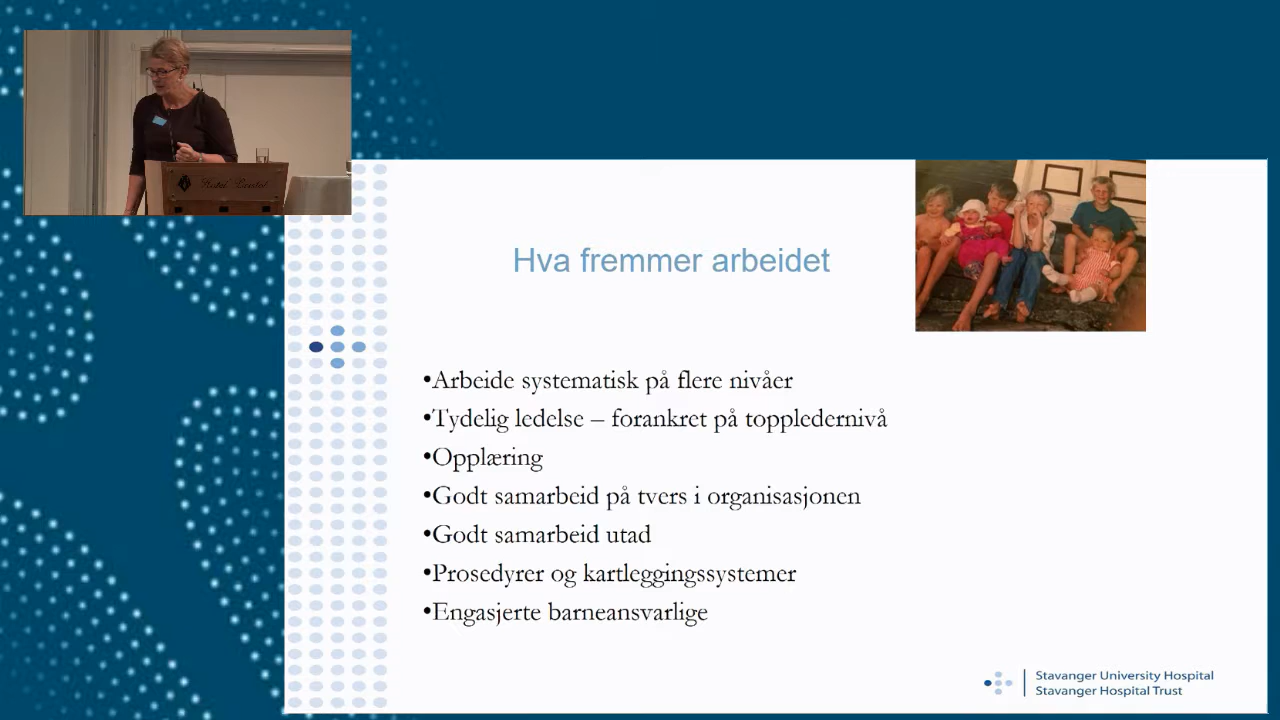 Hva fremmer arbeidet
•Arbeide systematisk på flere nivåer
•Tydelig ledelse – forankret på toppledernivå
•Opplæring
•Godt samarbeid på tvers i organisasjonen
•Godt samarbeid utad
•Prosedyrer og kartleggingssystemer
•Engasjerte barneansvarlige
Stavanger University Hospital
Stavanger Hospital Trust